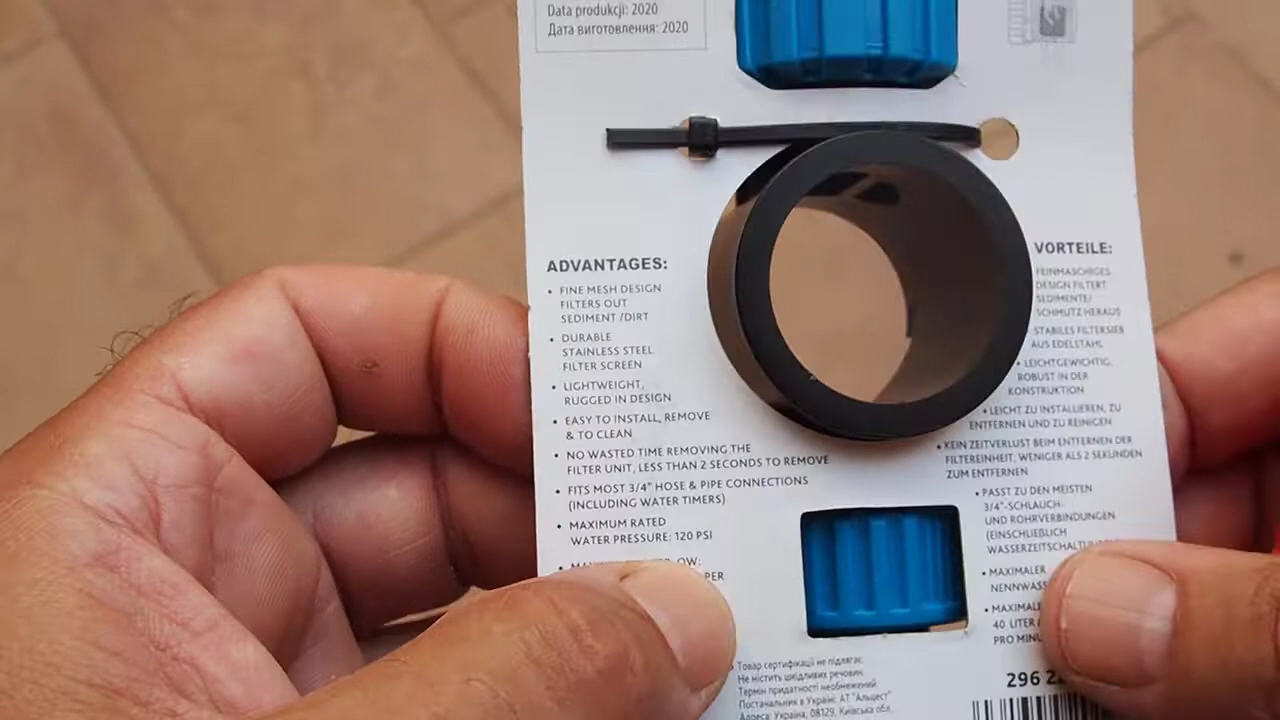 Data produkcji: 2020
Дата виготовлення: 2020
ADVANTAGES:
• FINE MESH DESIGN
FILTERS OUT
SEDIMENT /DIRT
• DURABLE
STAINLESS STEEL
FILTER SCREEN
• LIGHTWEIGHT,
RUGGED IN DESIGN
• EASY TO INSTALL, REMOVE
& TO CLEAN
• NO WASTED TIME REMOVING THE
FILTER UNIT, LESS THAN 2 SECONDS TO REMOVE
• FITS MOST 3/4" HOSE & PIPE CONNECTIONS
(INCLUDING WATER TIMERS)
• MAXIMUM RATED
WATER PRESSURE: 120 PSI
VORTEILE:
FEINMASCHIGES
DESIGN FILTERT
SEDIMENTE/
SCHMUTZ HERAUS
STABILES FILTERSIEB
AUS EDELSTAHL
• LEICHTGEWICHTIG,
ROBUST IN DER
KONSTRUKTION
• LEICHT ZU INSTALLIEREN, ZU
ENTFERNEN UND ZU REINIGEN
• KEIN ZEITVERLUST BEIM ENTFERNEN DER
FILTEREINHEIT, WENIGER ALS 2 SEKUNDEN
ZUM ENTFERNEN
• PASST ZU DEN MEISTEN
3/4"-SCHLAUCH-
UND ROHRVERBINDUNGEN
(EINSCHLIEßLICH
• MAXIMALER
40 LITER
Товар сертифікації не підлягає.
Не містить шкідливих речовин.
Термін придатності необмежений
Постачальник в Україні: АТ "Альцест"
Адреса: Україна, 08129, Київська обл.,
296